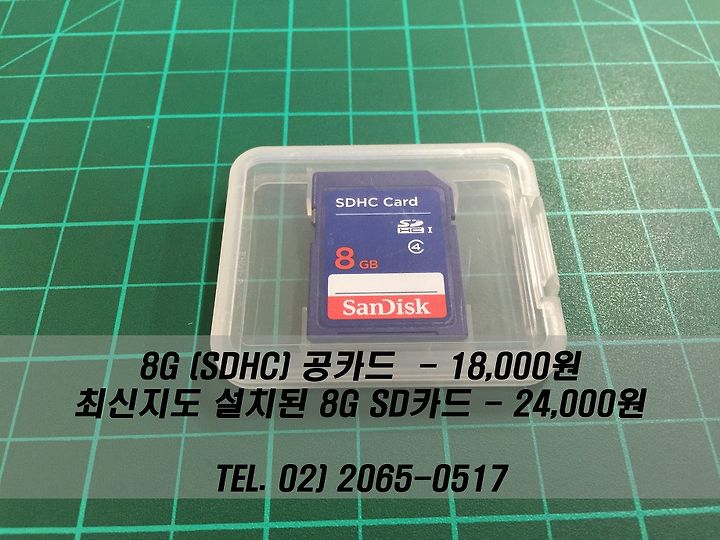 SDHC Card
SD HC I
4
8 GB
SanDisk
8G (SDHC) 공카드 - 18,000원
최신지도 설치된 8G SD카드 - 24,000원
TEL. 02) 2065-0517